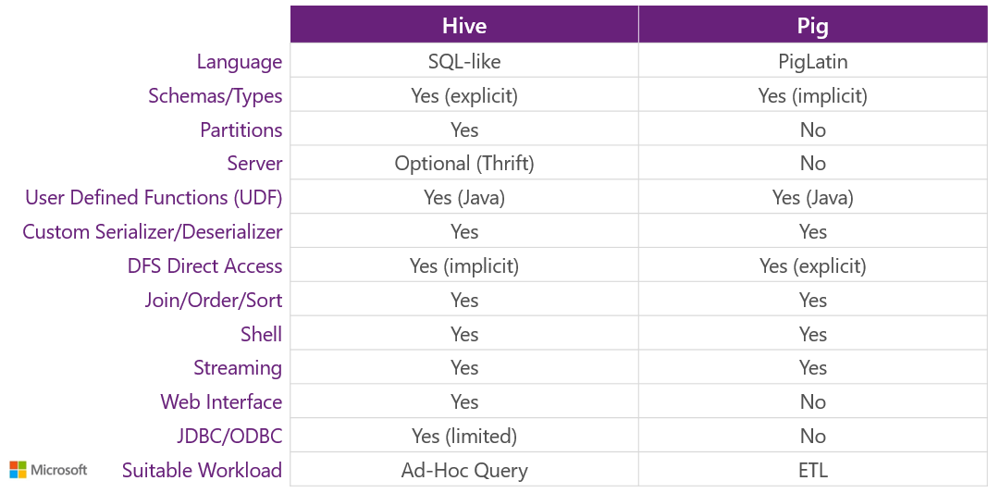 Hive Pig
Language SQL-like PigLatin
Schemas/Types Yes (explicit) Yes (implicit)
Partitions Yes No
Server Optional (Thrift) No
User Defined Functions (UDF) Yes (Java) Yes (Java)
Custom Serializer/Deserializer Yes Yes
DFS Direct Access Yes (implicit) Yes (explicit)
Join/Order/Sort Yes Yes
Shell Yes Yes
Streaming Yes Yes
Web Interface Yes No
JDBC/ODBC Yes (limited) No
Microsoft Suitable Workload Ad-Hoc Query ETL